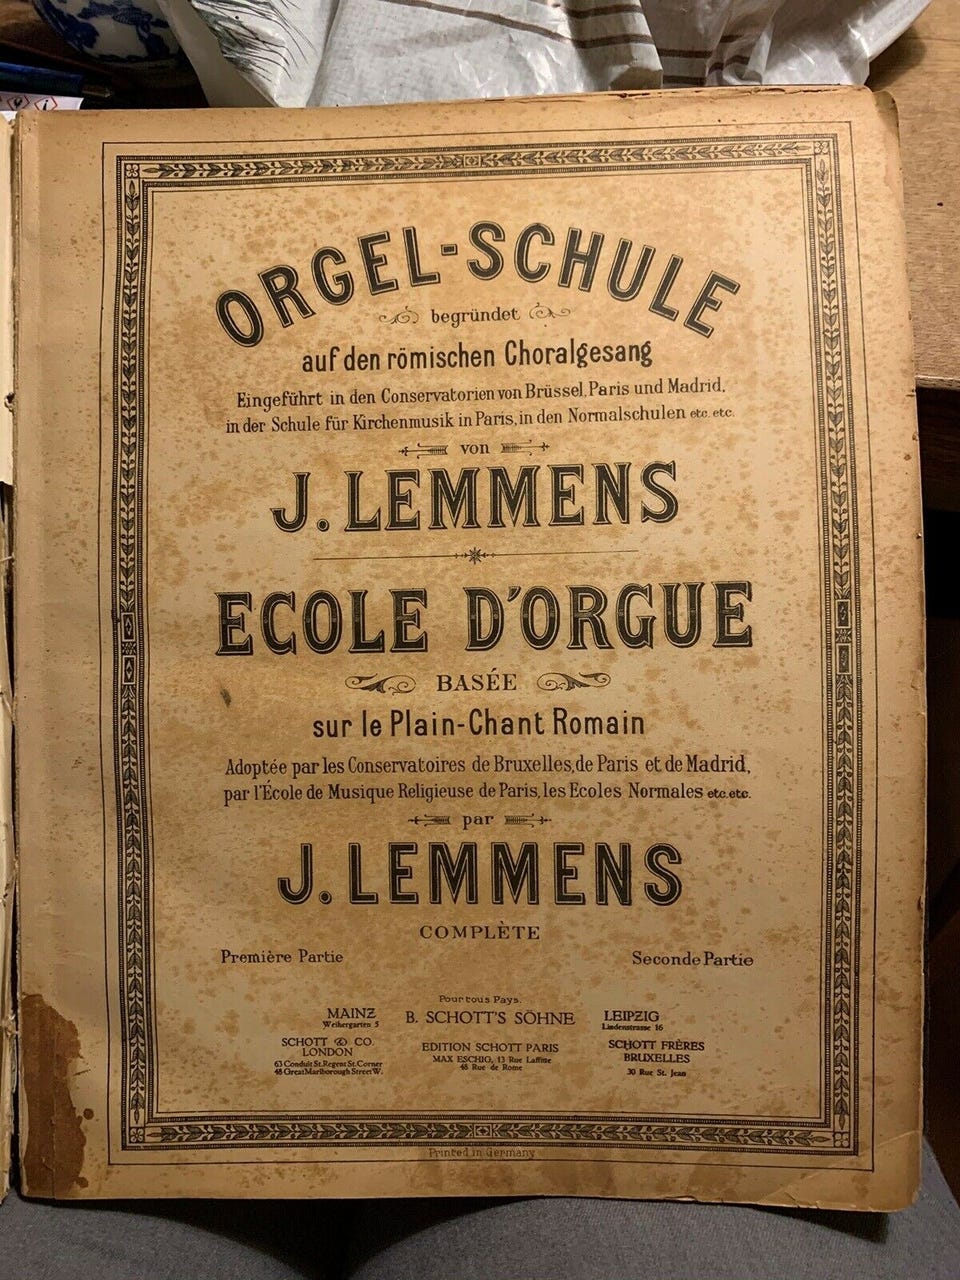 ORGEL-SCHULE
begründet
auf den römischen Choralgesang
Eingeführt in den Conservatorien von Brüssel, Paris und Madrid.
in der Schule für Kirchenmusik in Paris, in den Normalschulen etc. etc.
von
J. LEMMENS
ECOLE D'ORGUE
BASÉE
sur le Plain-Chant Romain
Adoptée par les Conservatoires de Bruxelles, de Paris et de Madrid,
par l'École de Musique Religieuse de Paris, les Ecoles Normales etc. etc.
par
J. LEMMENS
COMPLÈTE
Première Partie
Seconde Partie
Pour tous Pays.
B. SCHOTT'S SÖHNE
MAINZ
Weihergarten 5
LEIPZIG
Lindenstrasse 16
SCHOTT & CO.
LONDON
63 Conduit St. Regent St. Corner
48 Great Marlborough Street W.
EDITION SCHOTT PARIS
MAX ESCHIG, 13 Rue Laffitte
48 Rue de Rome
SCHOTT FRÈRES
BRUXELLES
30 Rue St. Jean
Printed in Germany